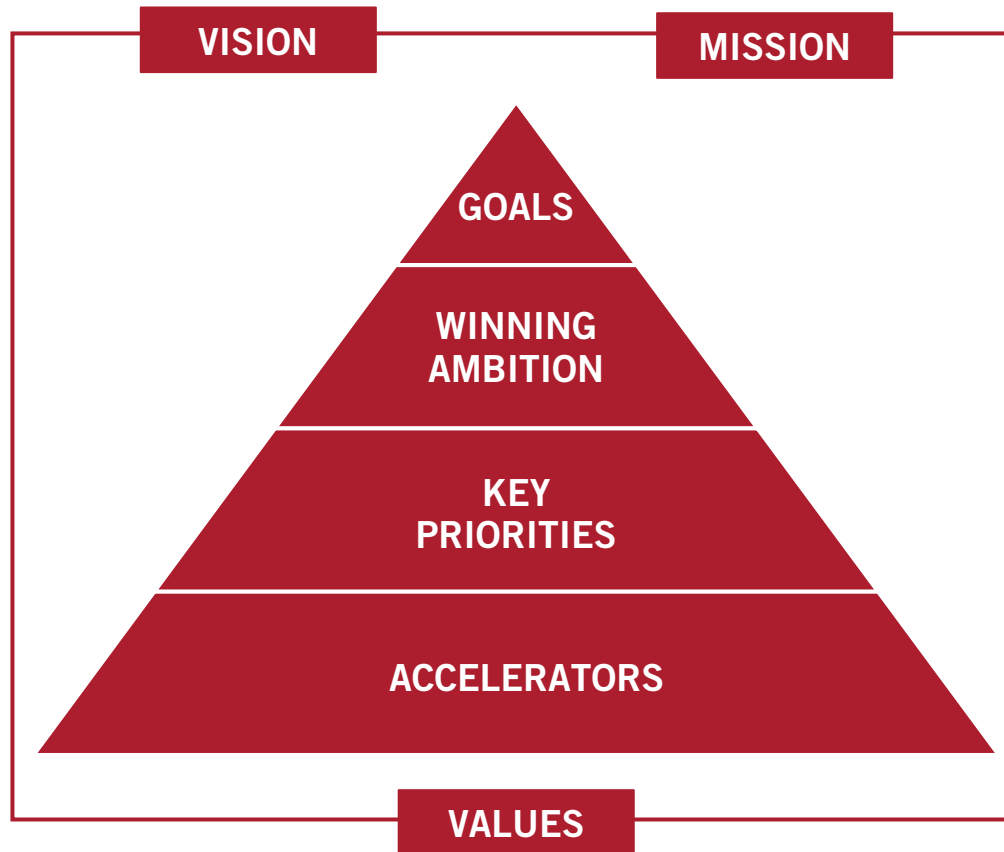 VISION
MISSION
GOALS
WINNING
AMBITION
KEY
PRIORITIES
ACCELERATORS
VALUES